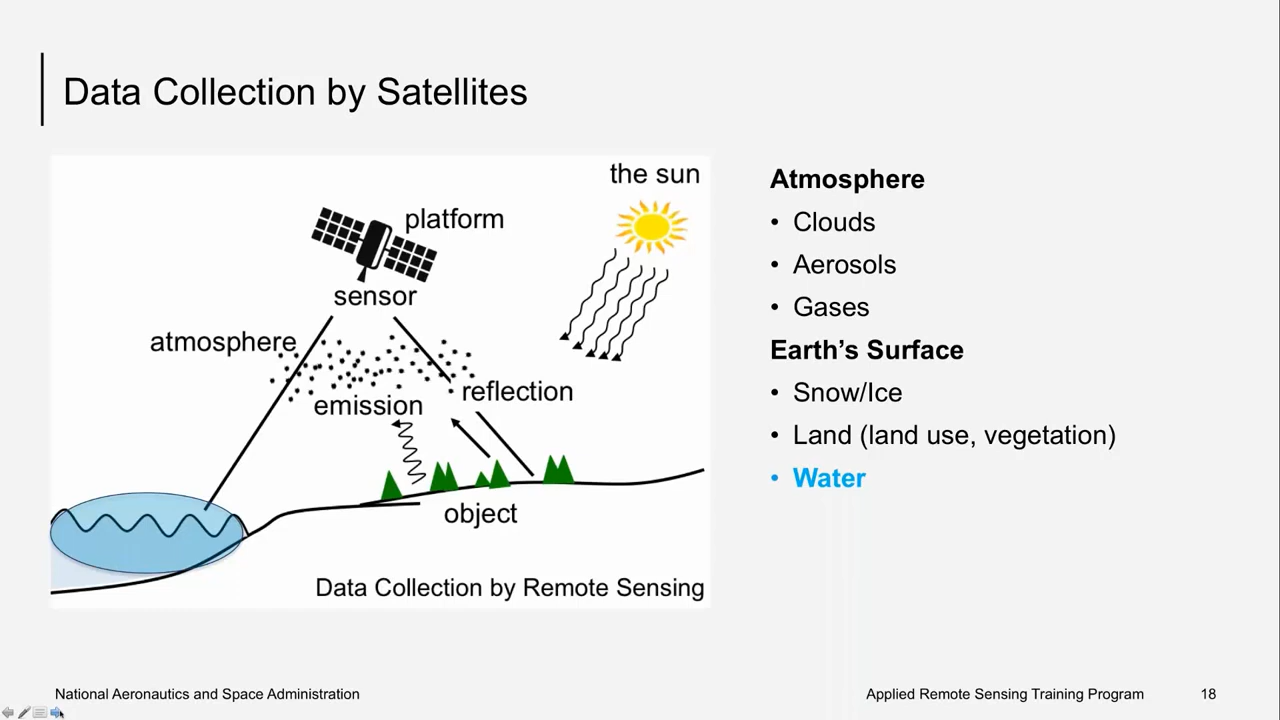 Data Collection by Satellites
the sun
platform
sensor
atmosphere
reflection
emission
object
Data Collection by Remote Sensing
Atmosphere
• Clouds
• Aerosols
• Gases
Earth’s Surface
• Snow/Ice
• Land (land use, vegetation)
• Water
National Aeronautics and Space Administration
Applied Remote Sensing Training Program
18